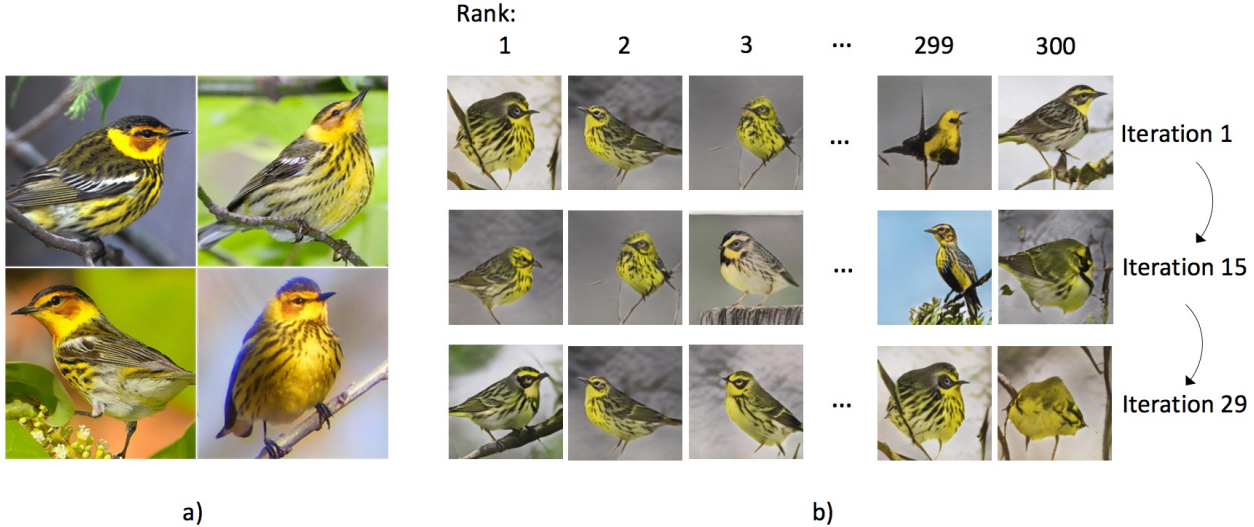 Rank:
1 2 3 ... 299 300
... Iteration 1
... Iteration 15
... Iteration 29
a) b)